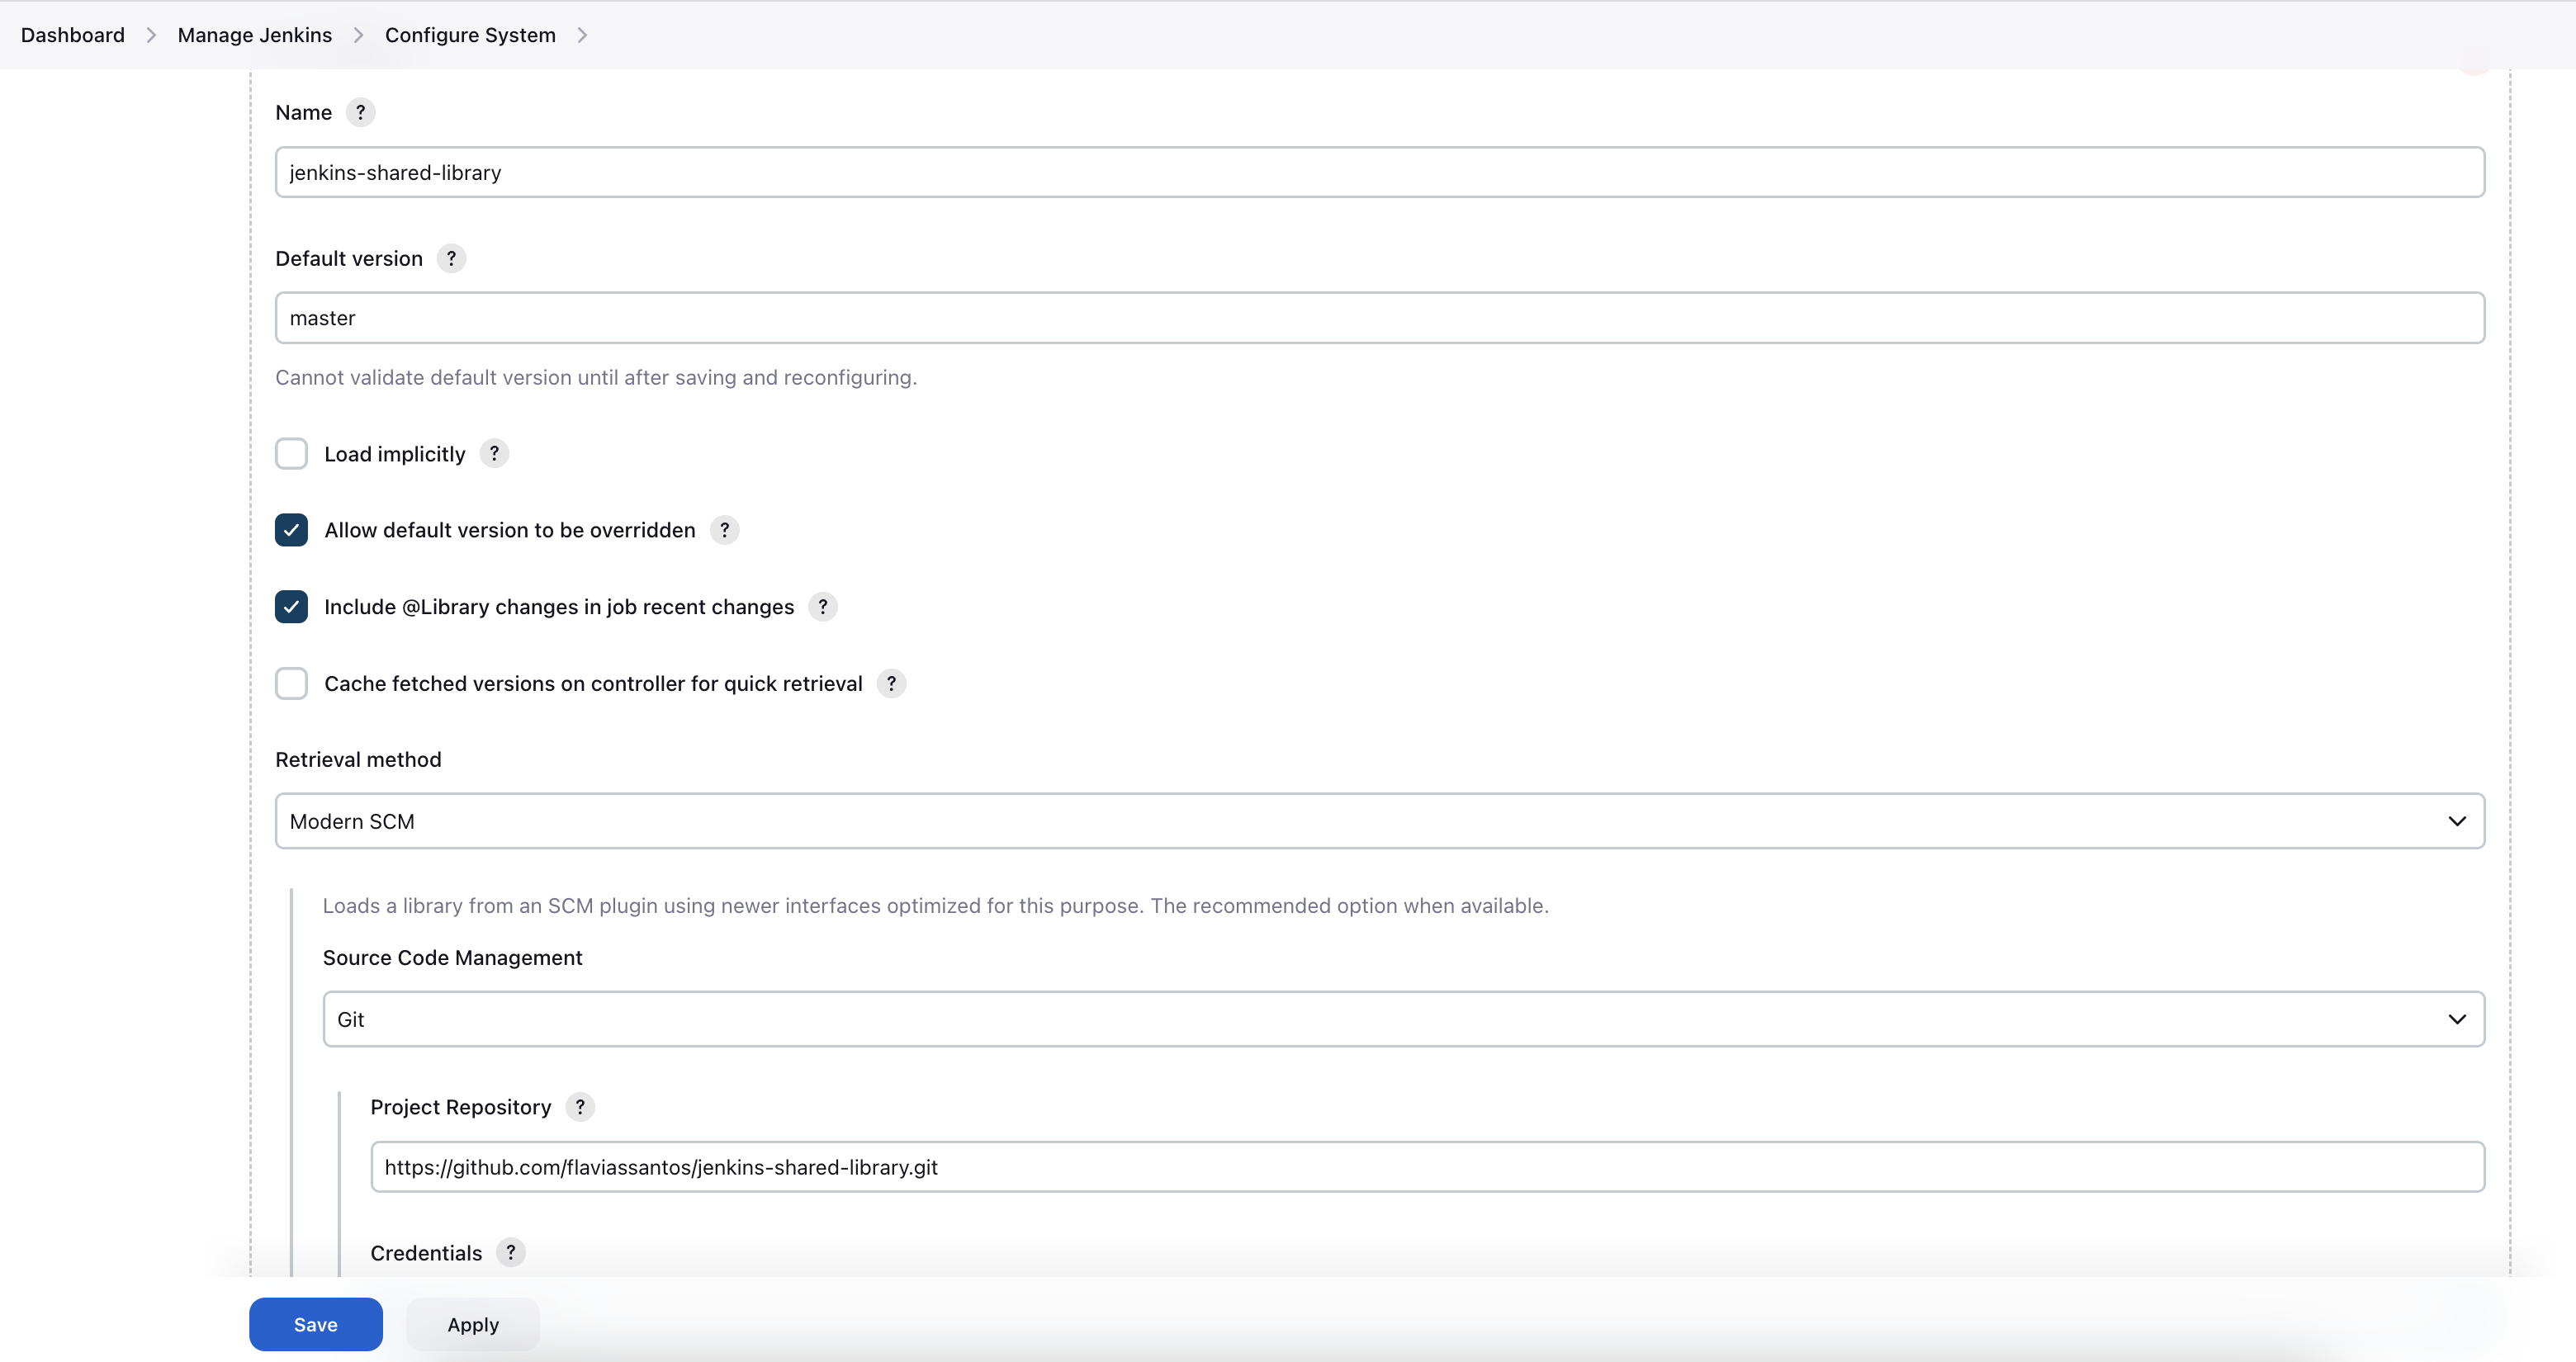 Dashboard > Manage Jenkins > Configure System >
Name ?
jenkins-shared-library
Default version ?
master
Cannot validate default version until after saving and reconfiguring.
Load implicitly ?
Allow default version to be overridden ?
Include @Library changes in job recent changes ?
Cache fetched versions on controller for quick retrieval ?
Retrieval method
Modern SCM
Loads a library from an SCM plugin using newer interfaces optimized for this purpose. The recommended option when available.
Source Code Management
Git
Project Repository ?
https://github.com/flaviassantos/jenkins-shared-library.git
Credentials ?
Save Apply